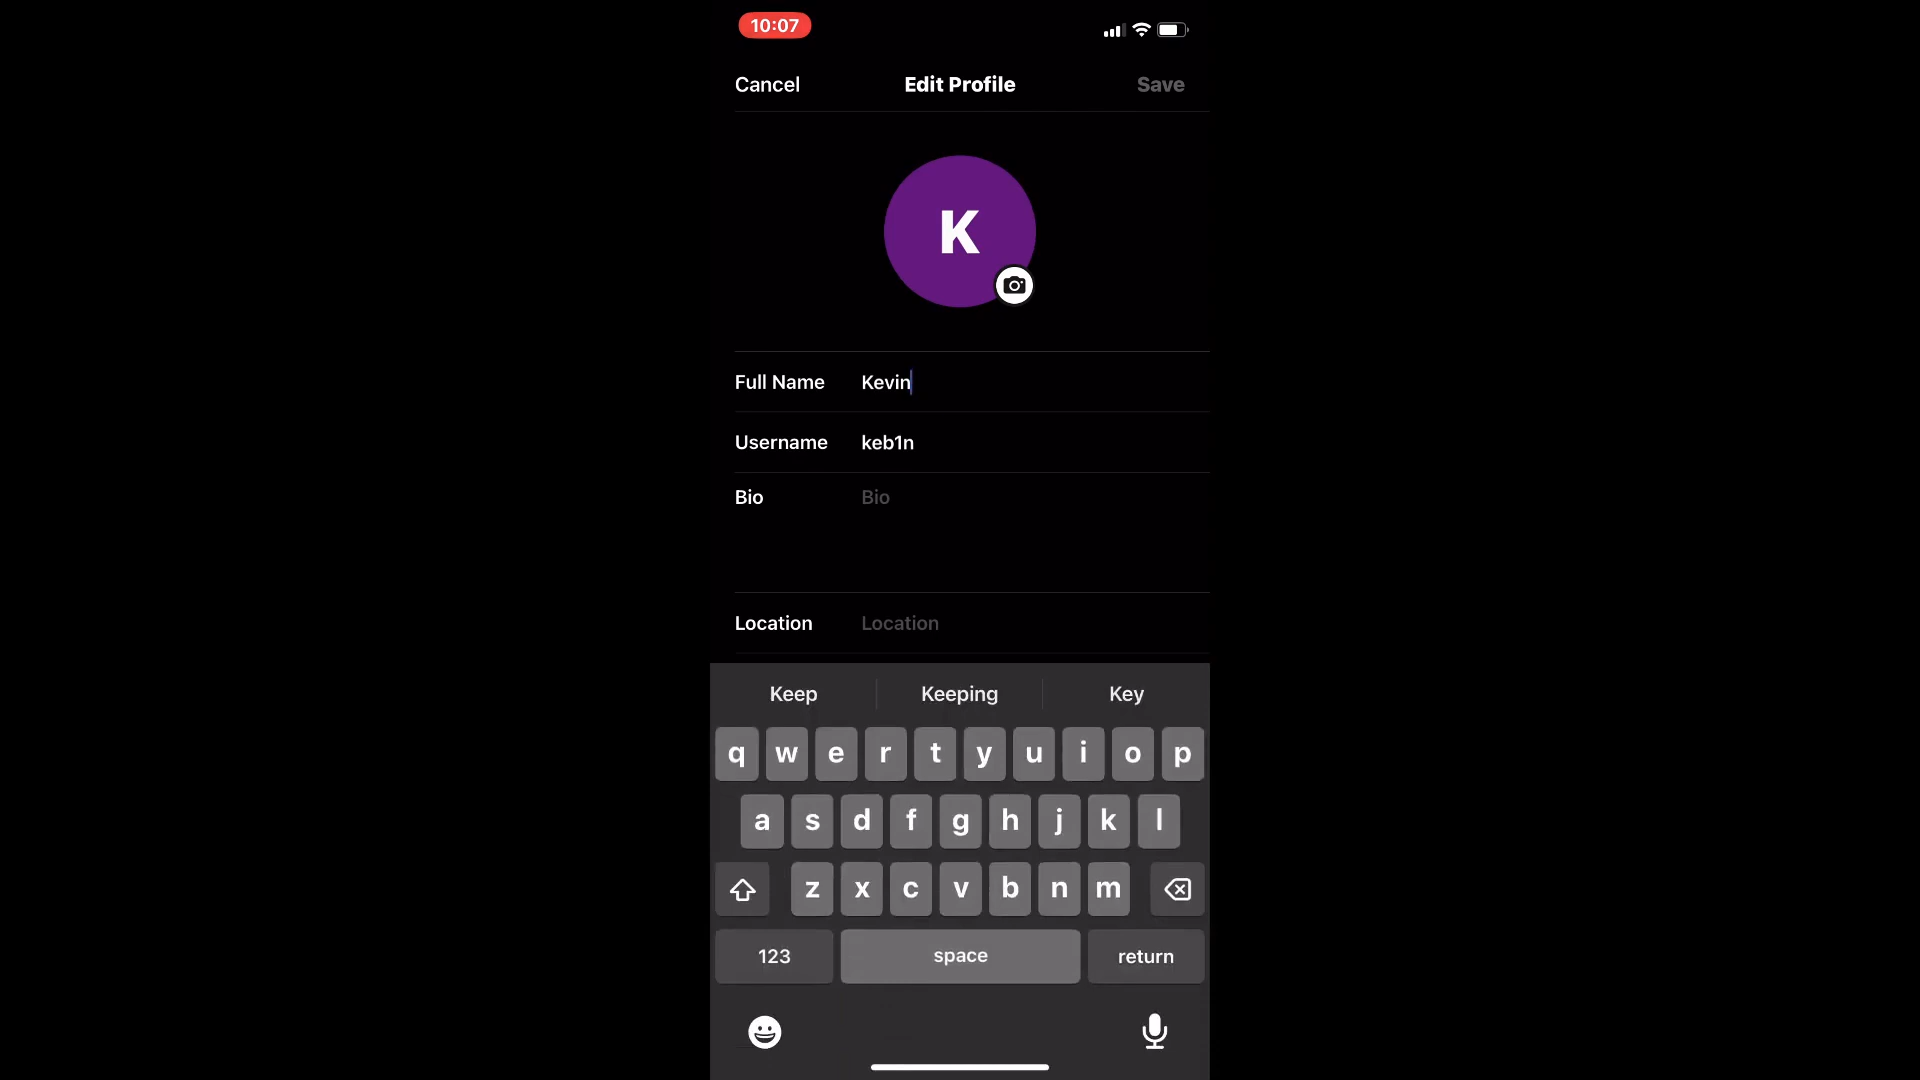 10:07
Cancel Edit Profile Save
K
Full Name Kevin
Username keb1n
Bio Bio
Location Location
Keep Keeping Key
q w e r t y u i o p
a s d f g h j k l
z x c v b n m
123 space return